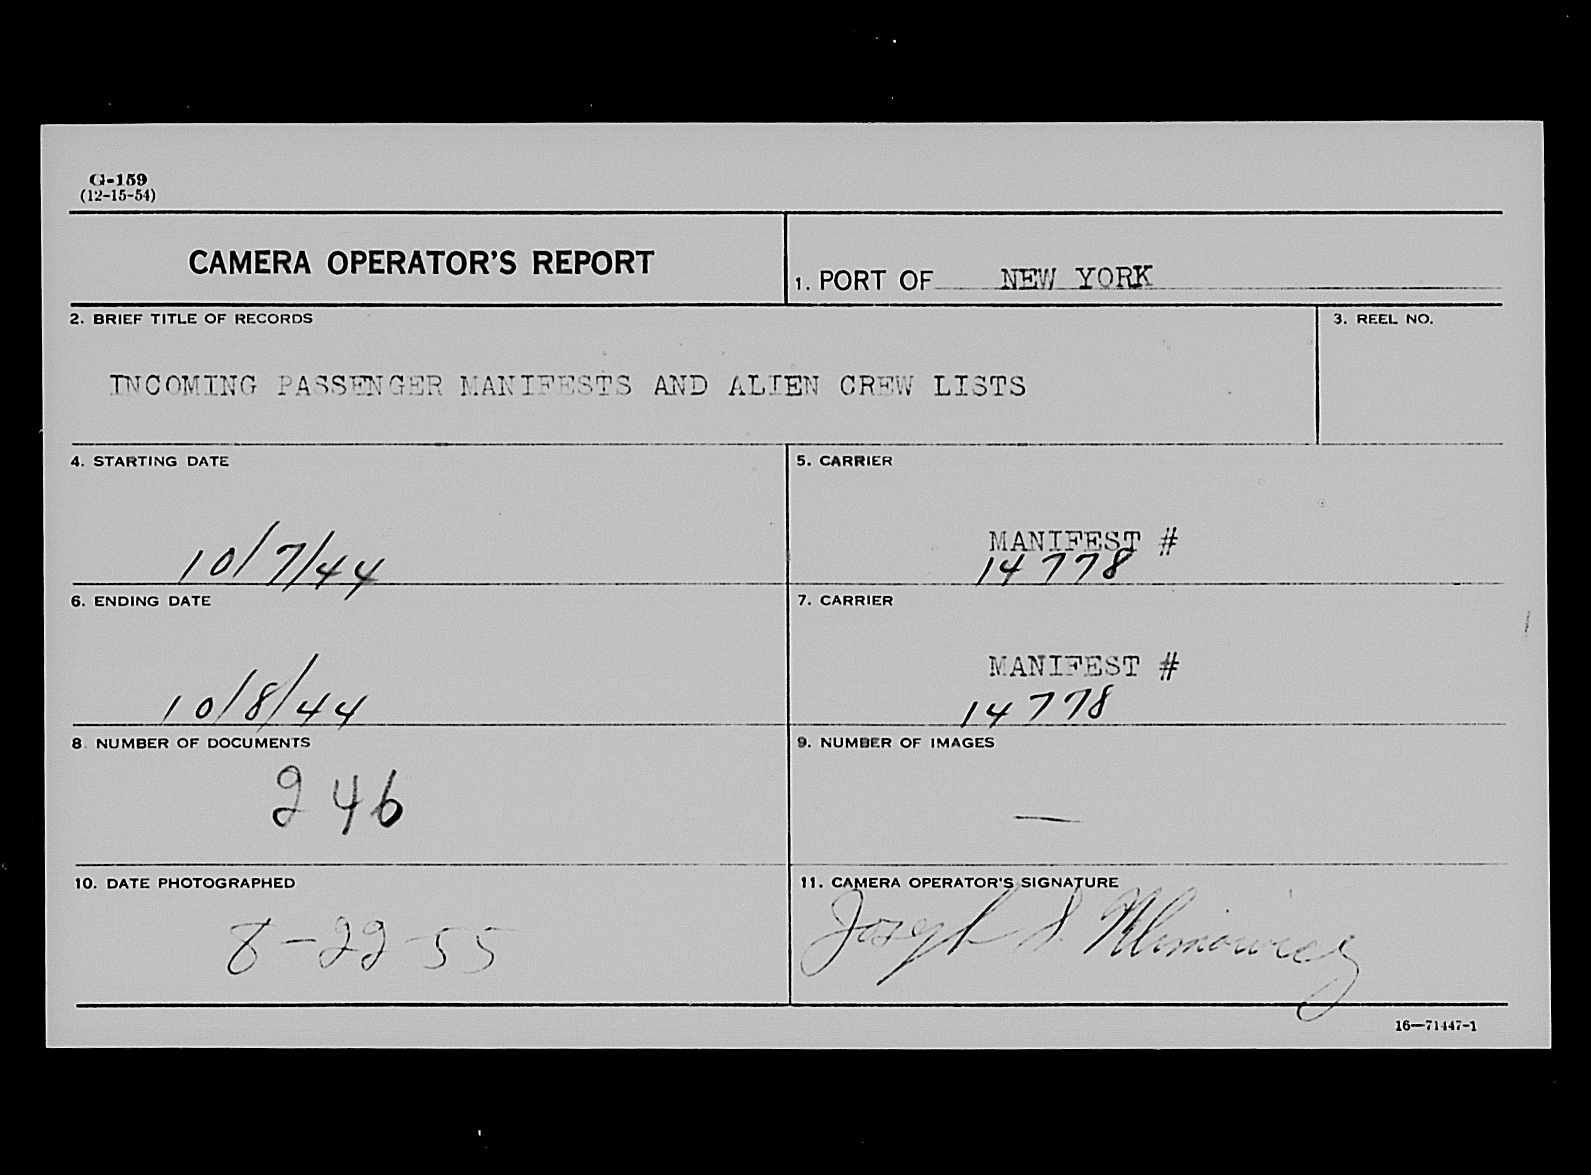 G-159
(12-15-54)
CAMERA OPERATOR'S REPORT
1. PORT OF NEW YORK
2. BRIEF TITLE OF RECORDS
3. REEL NO.
INCOMING PASSENGER MANIFESTS AND ALIEN CREW LISTS
4. STARTING DATE
5. CARRIER
10/7/44
MANIFEST #
14778
6. ENDING DATE
7. CARRIER
10/8/44
MANIFEST #
14778
8. NUMBER OF DOCUMENTS
9. NUMBER OF IMAGES
246
—
10. DATE PHOTOGRAPHED
11. CAMERA OPERATOR'S SIGNATURE
8-22-55
Joseph
16—71447-1